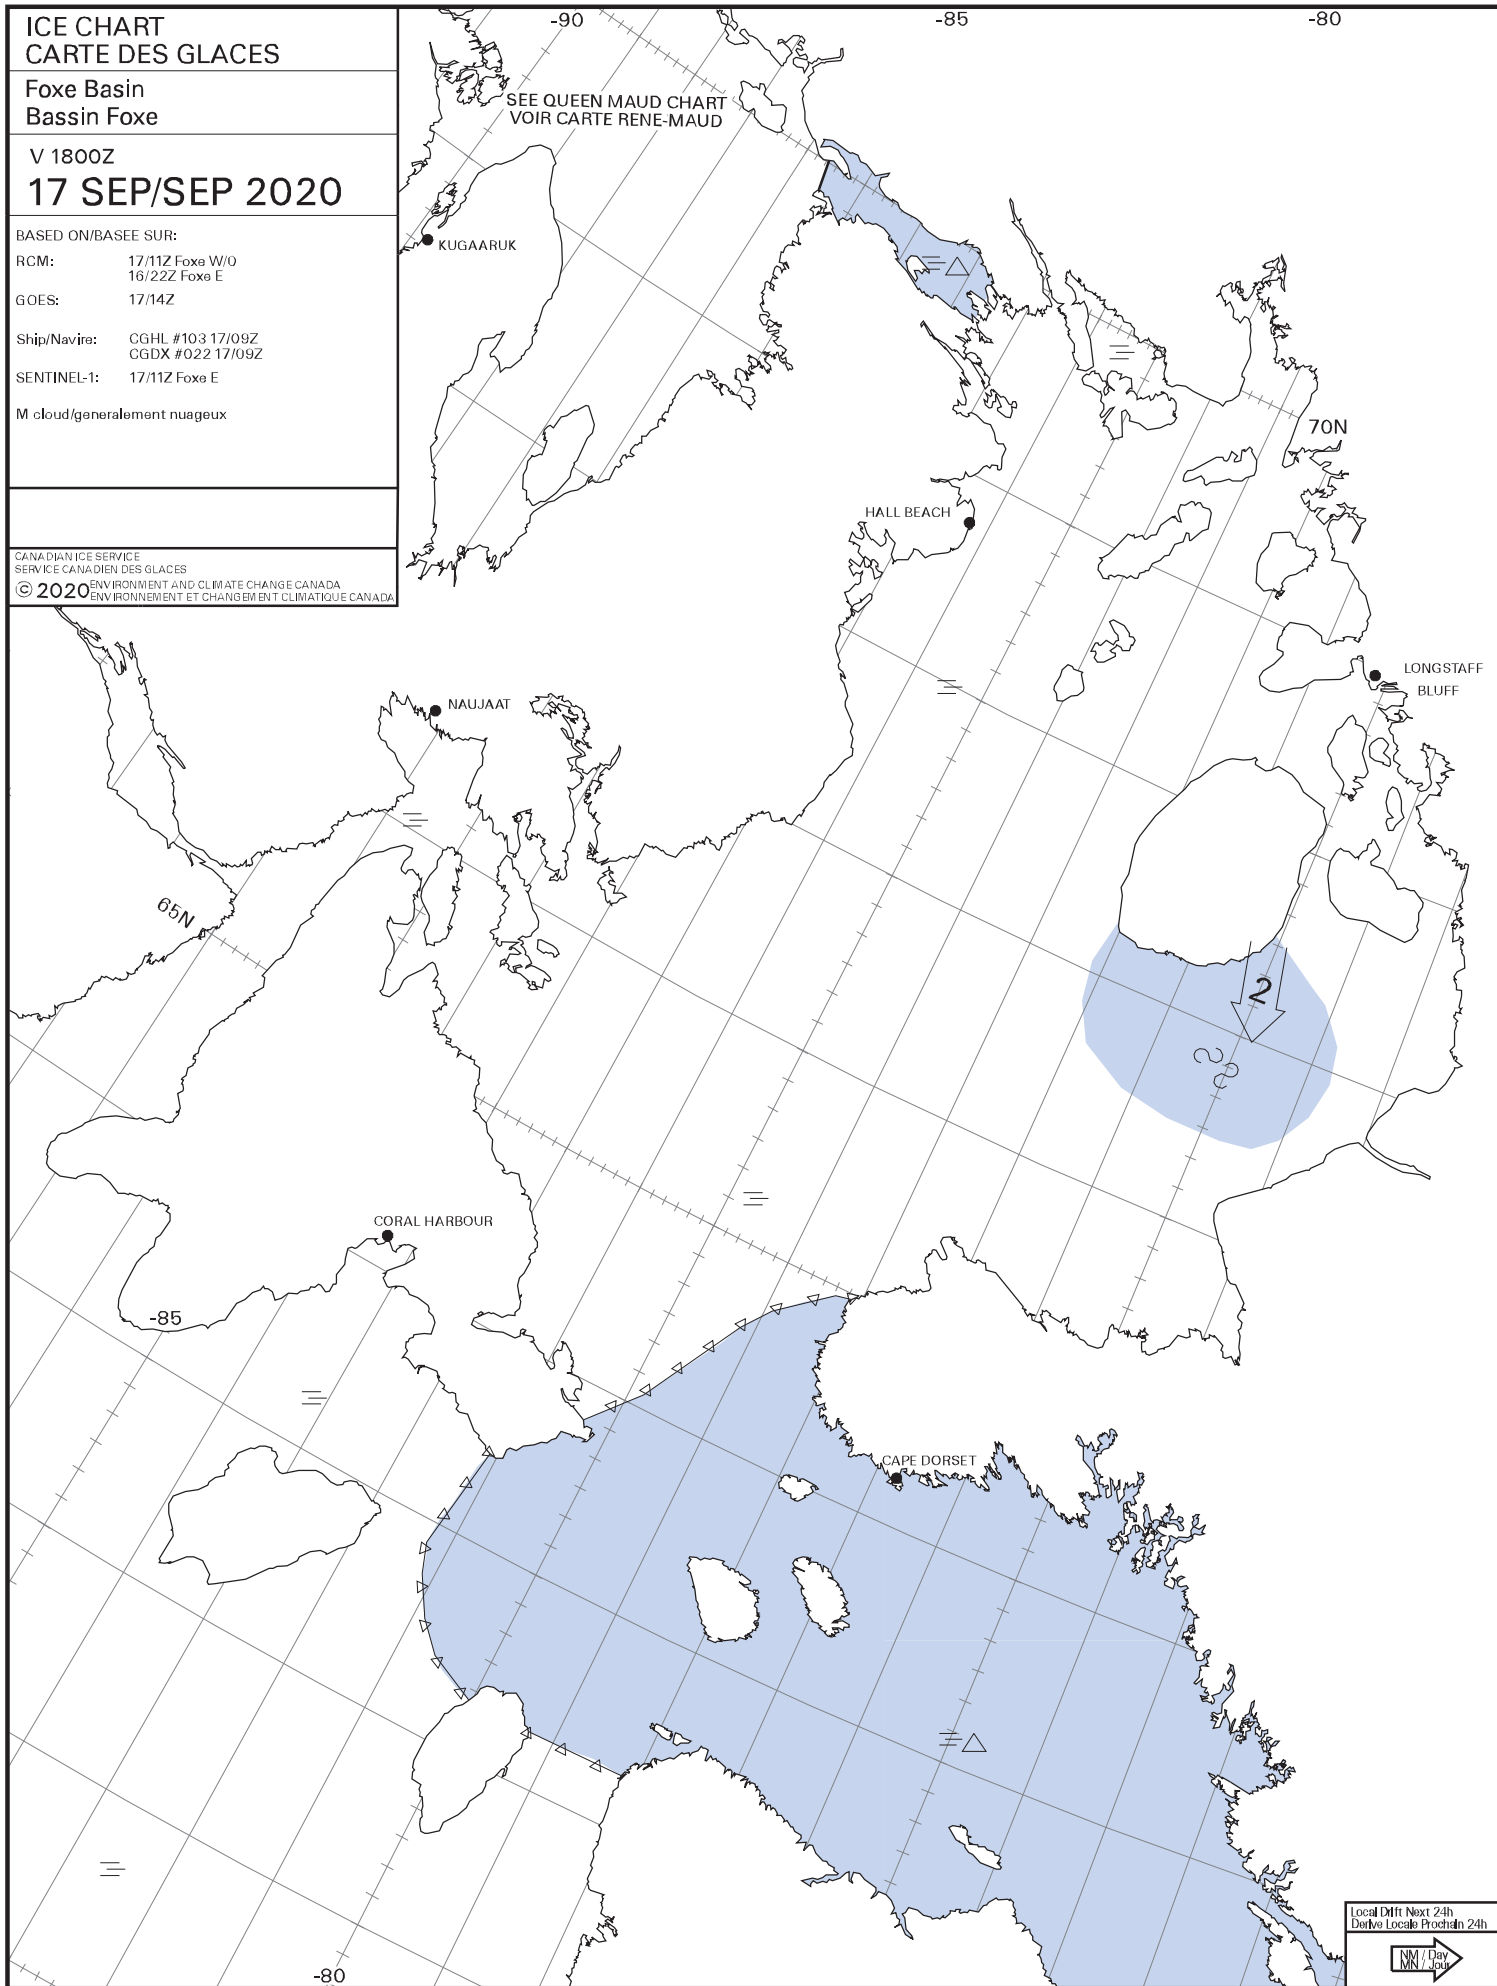 ICE CHART
CARTE DES GLACES
Foxe Basin
Bassin Foxe
V 1800Z
17 SEP/SEP 2020
BASED ON/BASEE SUR:
RCM: 17/11Z Foxe W/O
16/22Z Foxe E
GOES: 17/14Z
Ship/Navire: CGHL #103 17/09Z
CGDX #022 17/09Z
SENTINEL-1: 17/11Z Foxe E
M cloud/generalement nuageux
CANADIAN ICE SERVICE
SERVICE CANADIEN DES GLACES
© 2020 ENVIRONMENT AND CLIMATE CHANGE CANADA
ENVIRONNEMENT ET CHANGEMENT CLIMATIQUE CANADA
-90
-85
-80
SEE QUEEN MAUD CHART
VOIR CARTE RENE-MAUD
KUGAARUK
70N
HALL BEACH
LONGSTAFF
BLUFF
NAUJAAT
65N
2
CORAL HARBOUR
-85
CAPE DORSET
-80
Local Drift Next 24h
Derive Locale Prochain 24h
NM / Day
MN / Jour